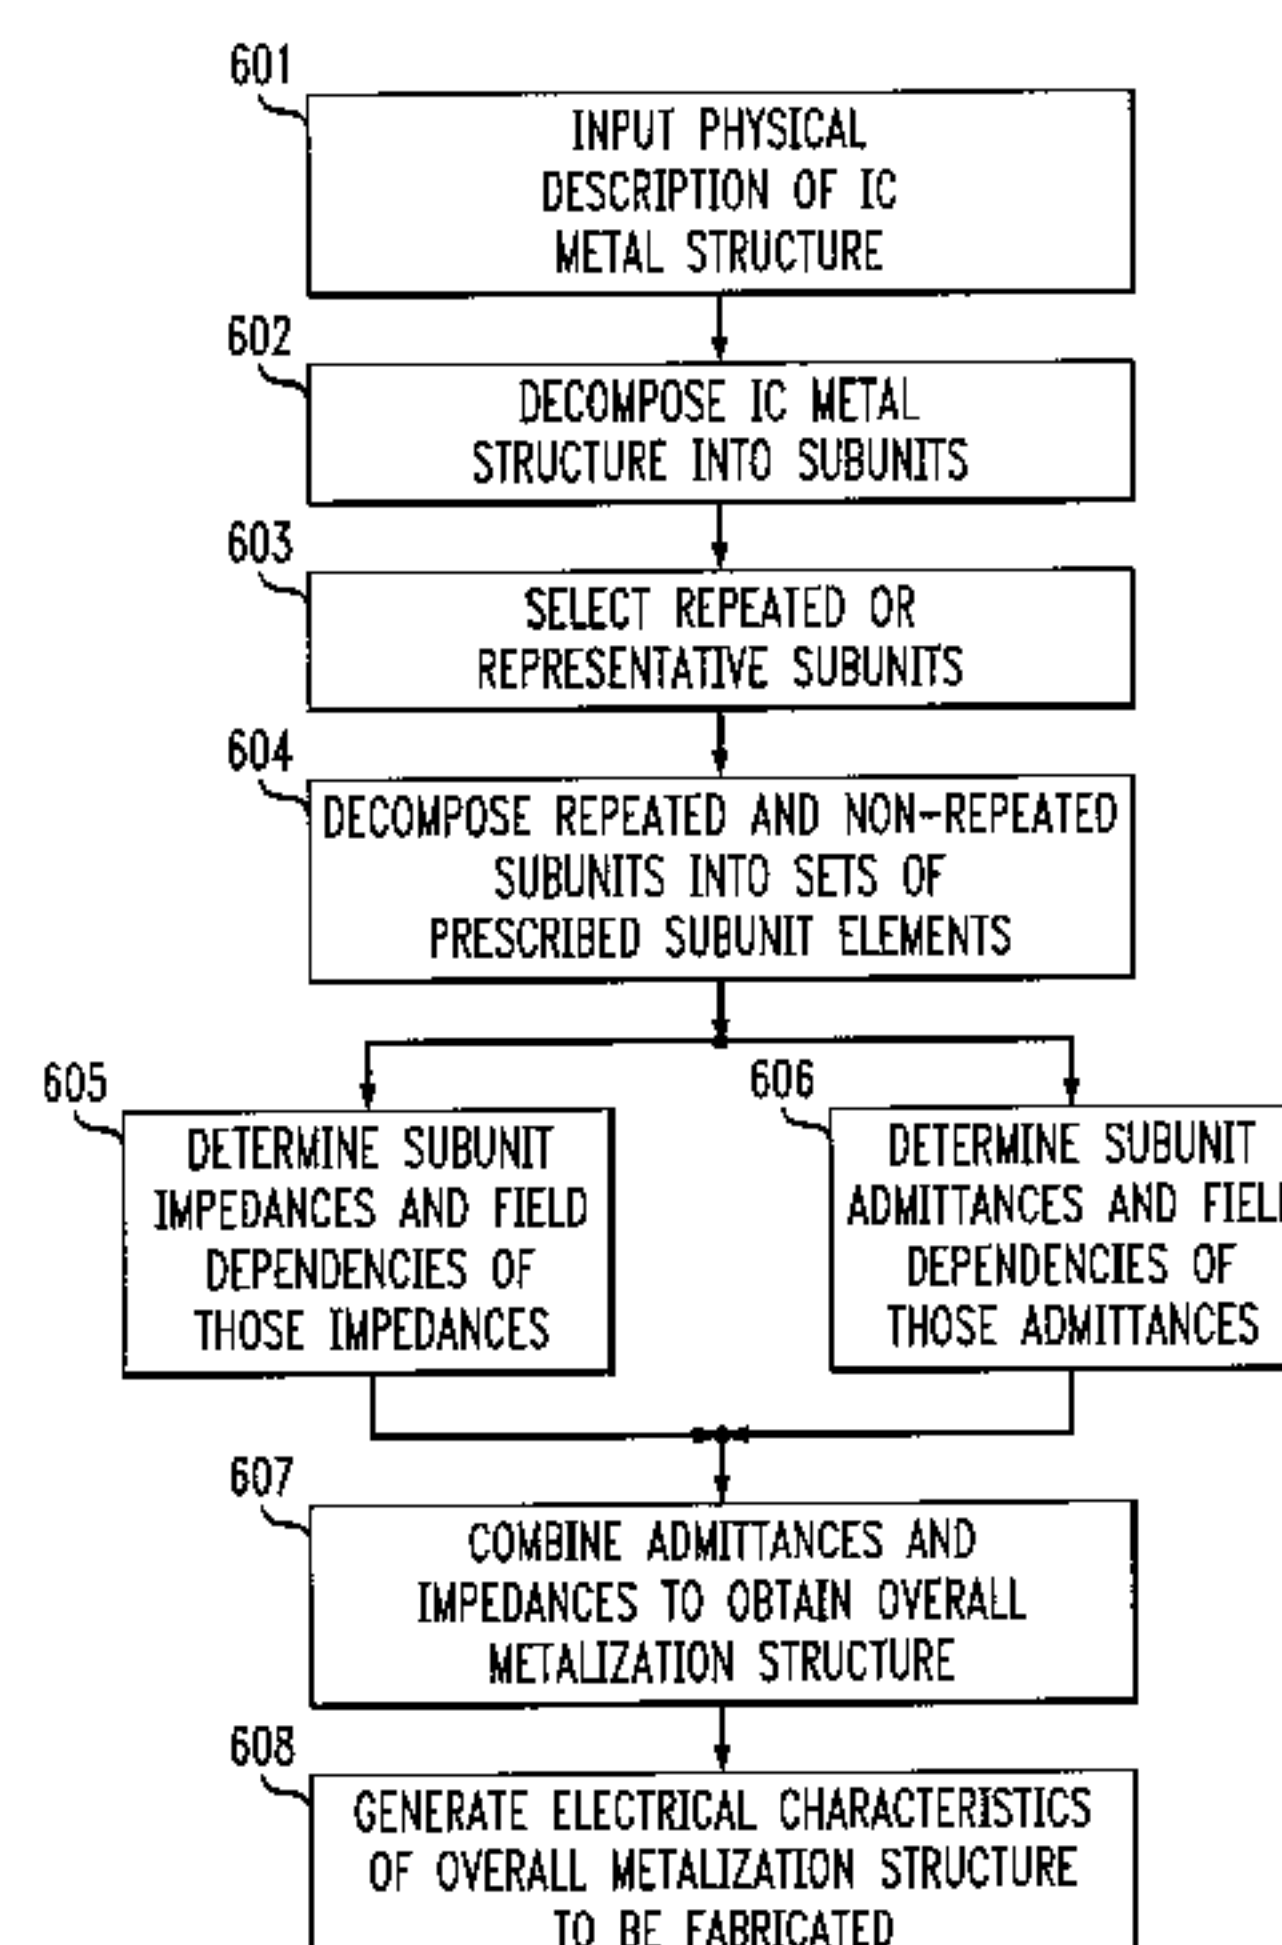 601
INPUT PHYSICAL
DESCRIPTION OF IC
METAL STRUCTURE
602
DECOMPOSE IC METAL
STRUCTURE INTO SUBUNITS
603
SELECT REPEATED OR
REPRESENTATIVE SUBUNITS
604
DECOMPOSE REPEATED AND NON-REPEATED
SUBUNITS INTO SETS OF
PRESCRIBED SUBUNIT ELEMENTS
605
DETERMINE SUBUNIT
IMPEDANCES AND FIELD
DEPENDENCIES OF
THOSE IMPEDANCES
606
DETERMINE SUBUNIT
ADMITTANCES AND FIEL
DEPENDENCIES OF
THOSE ADMITTANCES
607
COMBINE ADMITTANCES AND
IMPEDANCES TO OBTAIN OVERALL
METALIZATION STRUCTURE
608
GENERATE ELECTRICAL CHARACTERISTICS
OF OVERALL METALIZATION STRUCTURE
TO BE FABRICATED